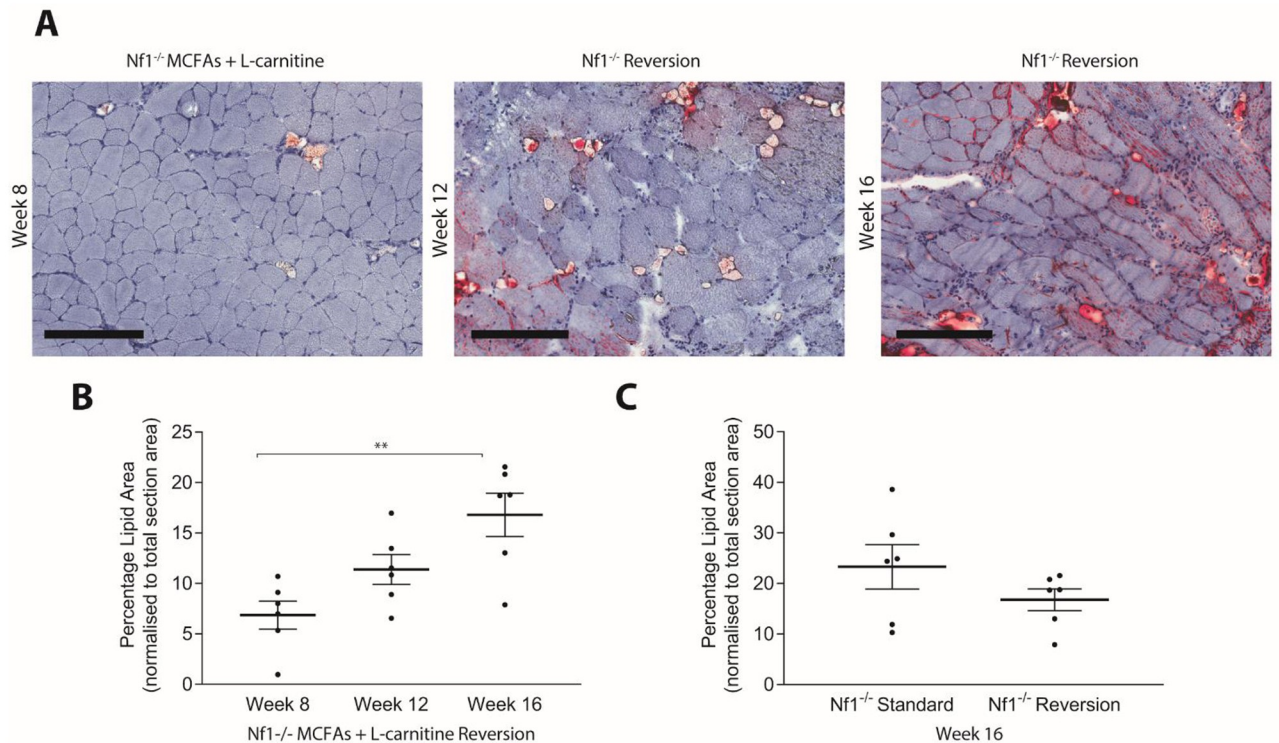 A
Nf1-/- MCFAs + L-carnitine
Nf1-/- Reversion
Nf1-/- Reversion
Week 8
Week 12
Week 16
B
Percentage Lipid Area
(normalised to total section area)
25
20
15
10
5
0
**
Week 8
Week 12
Week 16
Nf1-/- MCFAs + L-carnitine Reversion
C
Percentage Lipid Area
(normalised to total section area)
50
40
30
20
10
0
Nf1-/- Standard
Nf1-/- Reversion
Week 16